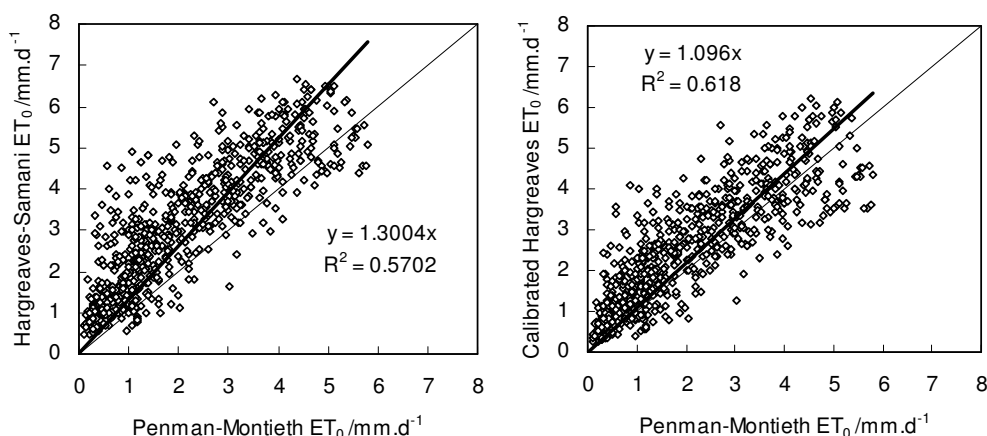 Hargreaves-Samani ET₀ /mm.d⁻¹
8
7
6
5
4
3
2
1
0
y = 1.3004x
R² = 0.5702
0 1 2 3 4 5 6 7 8
Penman-Montieth ET₀ /mm.d⁻¹
Calibrated Hargreaves ET₀ /mm.d⁻¹
8
7
6
5
4
3
2
1
0
y = 1.096x
R² = 0.618
0 1 2 3 4 5 6 7 8
Penman-Montieth ET₀ /mm.d⁻¹